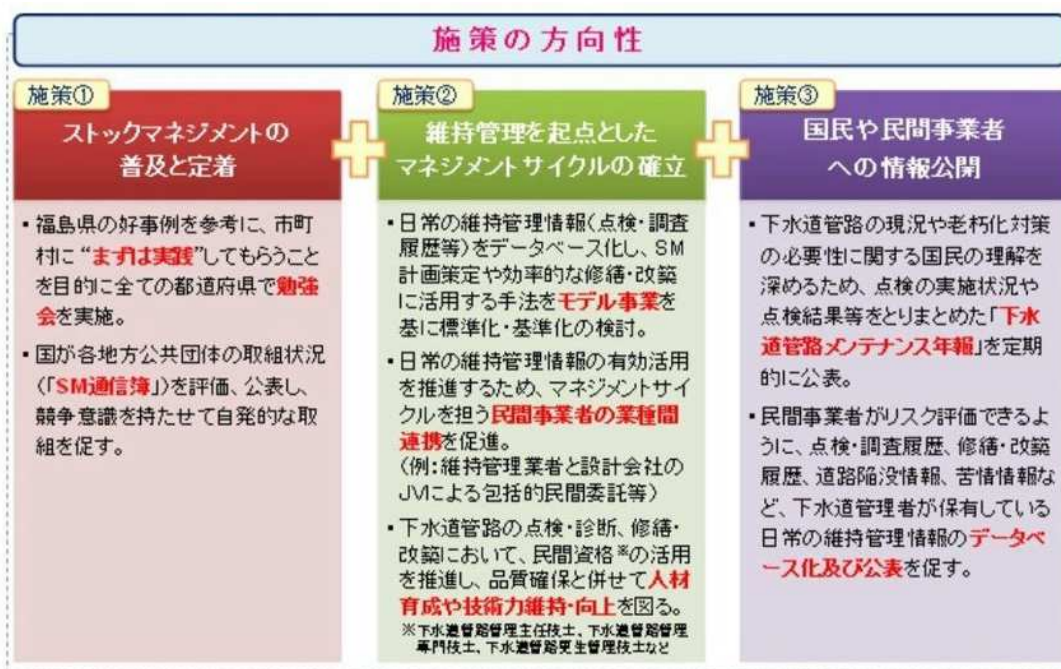 施策の方向性
施策①
ストックマネジメントの
普及と定着
・福島県の好事例を参考に、市町
村に“まずは実践”してもらうこと
を目的に全ての都道府県で勉強
会を実施。
・国が各地方公共団体の取組状況
(「SM通信簿」)を評価、公表し、
競争意識を持たせて自発的な取
組を促す。
施策②
維持管理を起点とした
マネジメントサイクルの確立
・日常の維持管理情報(点検・調査
履歴等)をデータベース化し、SM
計画策定や効率的な修繕・改築
に活用する手法をモデル事業を
基に標準化・基準化の検討。
・日常の維持管理情報の有効活用
を推進するため、マネジメントサイ
クルを担う民間事業者の業種間
連携を促進。
(例:維持管理業者と設計会社の
JVによる包括的民間委託等)
・下水道管路の点検・診断、修繕・
改築において、民間資格※の活用
を推進し、品質確保と併せて人材
育成や技術力維持・向上を図る。
※下水道管路管理主任技士、下水道管路管理
専門技士、下水道管路更生管理技士など
施策③
国民や民間事業者
への情報公開
・下水道管路の現況や老朽化対策
の必要性に関する国民の理解を
深めるため、点検の実施状況や
点検結果等をとりまとめた「下水
道管路メンテナンス年報」を定期
的に公表。
・民間事業者がリスク評価できるよ
うに、点検・調査履歴、修繕・改築
履歴、道路陥没情報、苦情情報な
ど、下水道管理者が保有している
日常の維持管理情報のデータベ
ース化及び公表を促す。